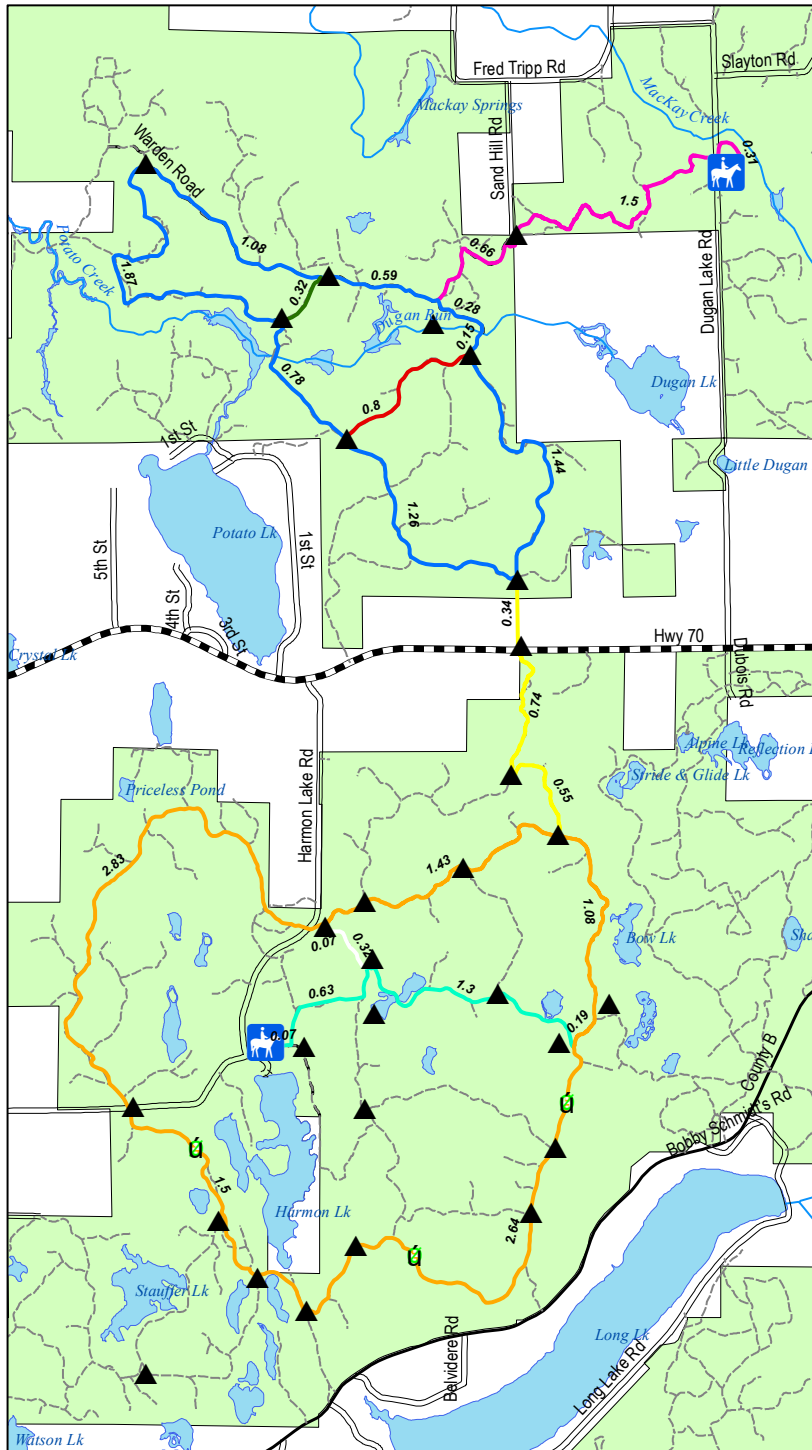 Fred Tripp Rd
Slayton Rd
Mackay Springs
MacKay Creek
Sand Hill Rd
Warden Road
0.31
1.5
Potato Creek
0.66
Dugan Lake Rd
1.08
1.87
0.59
0.32
0.28
Dugan Run
0.15
0.78
0.8
Dugan Lk
1st St
1.44
Little Dugan
1.26
Potato Lk
1st St
5th St
4th St
3rd St
0.34
Hwy 70
Crystal Lk
Dubois Rd
0.74
Alpine Lk
Reflection L
Stride & Glide Lk
Priceless Pond
Harmon Lake Rd
0.55
2.83
1.43
1.08
0.07
0.32
Bow Lk
Sha
0.63
1.3
0.07
0.19
County B
ú
Bobby Schmidt's Rd
ú
1.5
Harmon Lk
2.64
ú
Stauffer Lk
Belvidere Rd
Long Lk
Long Lake Rd
Watson Lk